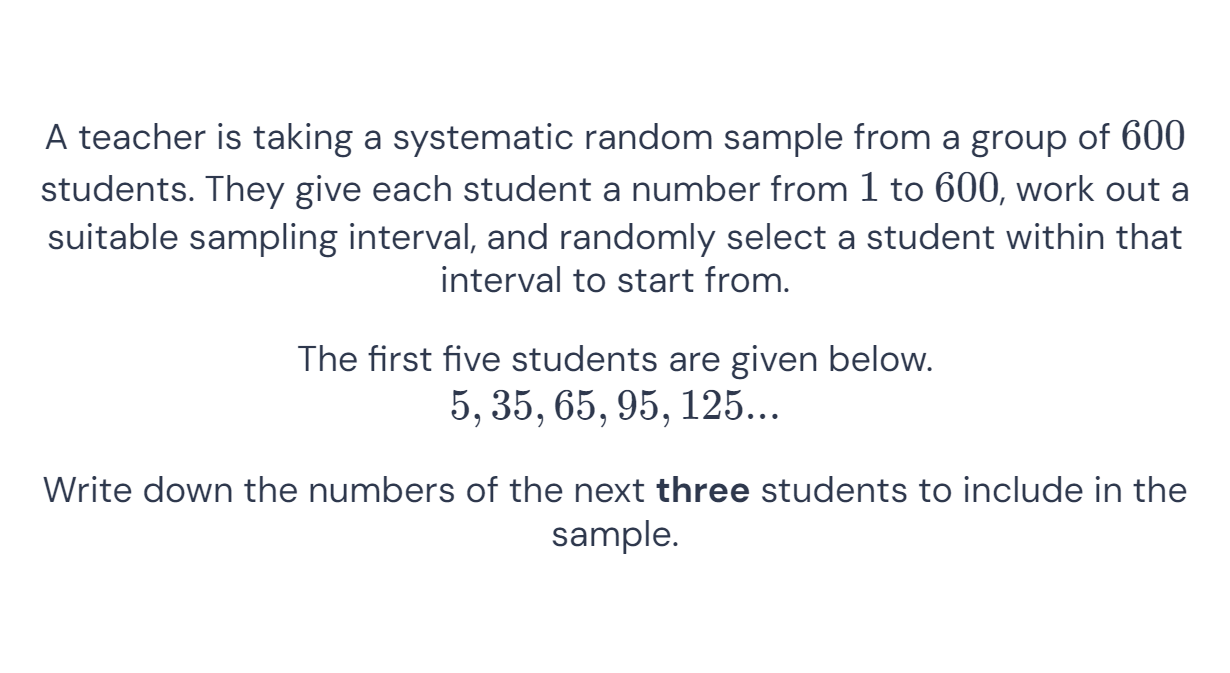 A teacher is taking a systematic random sample from a group of 600
students. They give each student a number from 1 to 600, work out a
suitable sampling interval, and randomly select a student within that
interval to start from.
The first five students are given below.
5, 35, 65, 95, 125...
Write down the numbers of the next three students to include in the
sample.